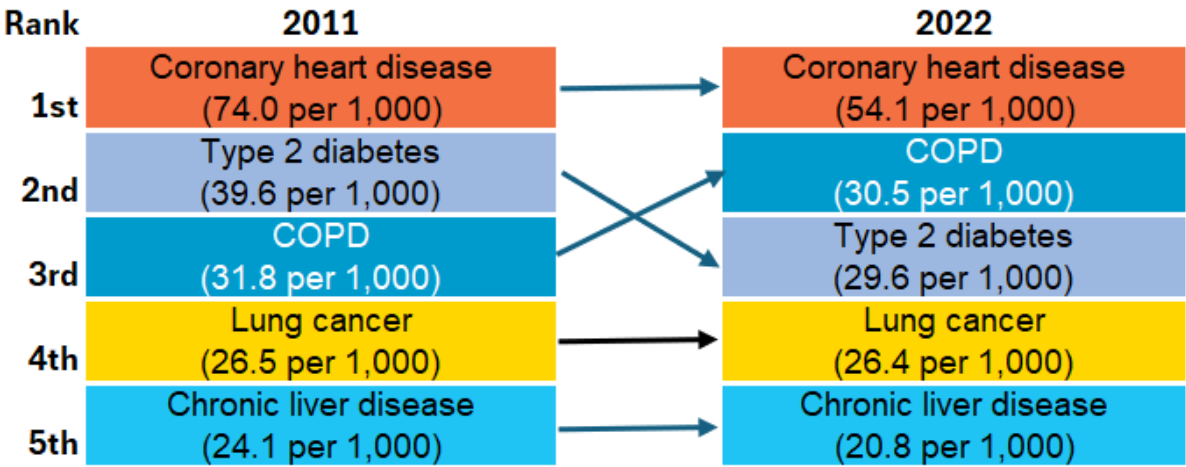 Rank 2011 2022
1st
Coronary heart disease
(74.0 per 1,000)
Coronary heart disease
(54.1 per 1,000)
2nd
Type 2 diabetes
(39.6 per 1,000)
COPD
(30.5 per 1,000)
3rd
COPD
(31.8 per 1,000)
Type 2 diabetes
(29.6 per 1,000)
4th
Lung cancer
(26.5 per 1,000)
Lung cancer
(26.4 per 1,000)
5th
Chronic liver disease
(24.1 per 1,000)
Chronic liver disease
(20.8 per 1,000)